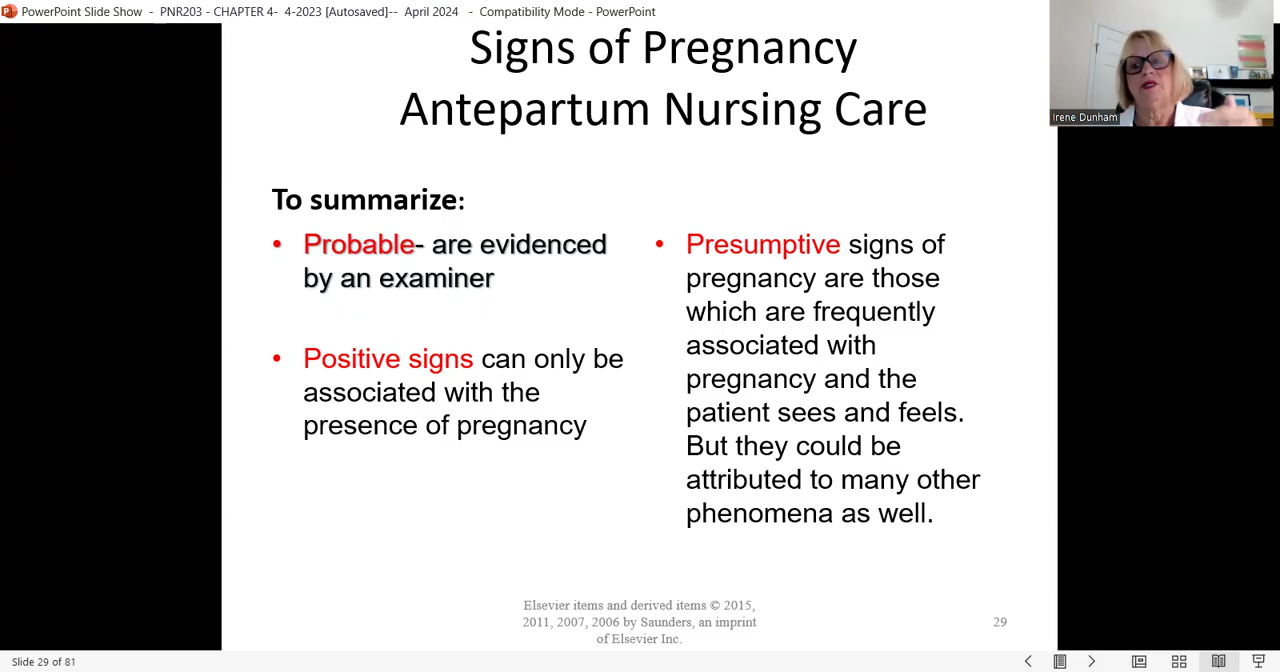 PowerPoint Slide Show - PNR203 - CHAPTER 4- 4-2023 [Autosaved]-- April 2024 - Compatibility Mode - PowerPoint
Irene Dunham
Signs of Pregnancy
Antepartum Nursing Care
To summarize:
• Probable- are evidenced
by an examiner
• Positive signs can only be
associated with the
presence of pregnancy
• Presumptive signs of
pregnancy are those
which are frequently
associated with
pregnancy and the
patient sees and feels.
But they could be
attributed to many other
phenomena as well.
Elsevier items and derived items © 2015,
2011, 2007, 2006 by Saunders, an imprint
of Elsevier Inc.
29
Slide 29 of 81